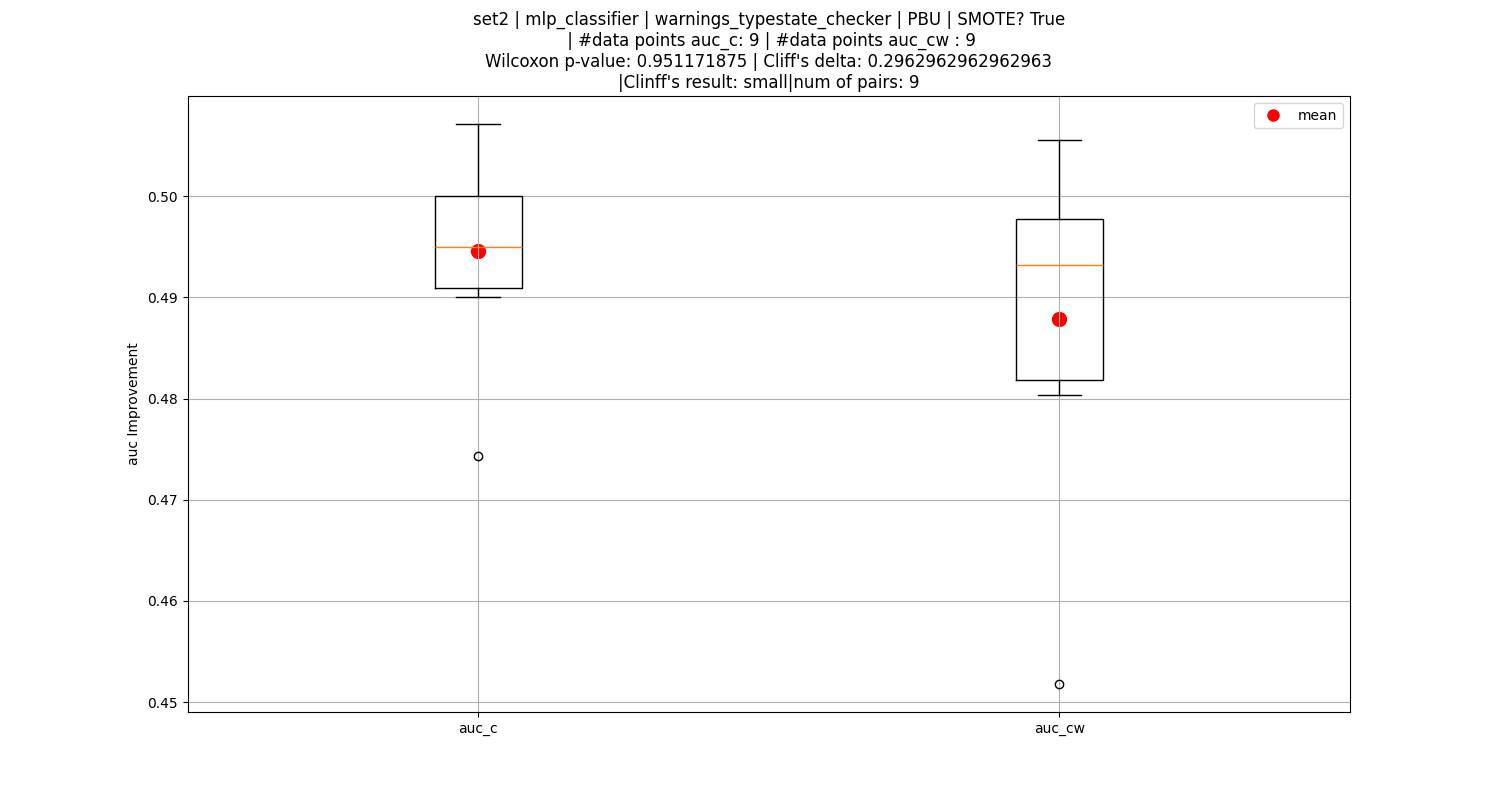 set2 | mlp_classifier | warnings_typestate_checker | PBU | SMOTE? True
| #data points auc_c: 9 | #data points auc_cw : 9
Wilcoxon p-value: 0.951171875 | Cliff's delta: 0.2962962962962963
|Clinff's result: small|num of pairs: 9
mean
0.50
0.49
0.48
0.47
0.46
0.45
auc Improvement
auc_c
auc_cw